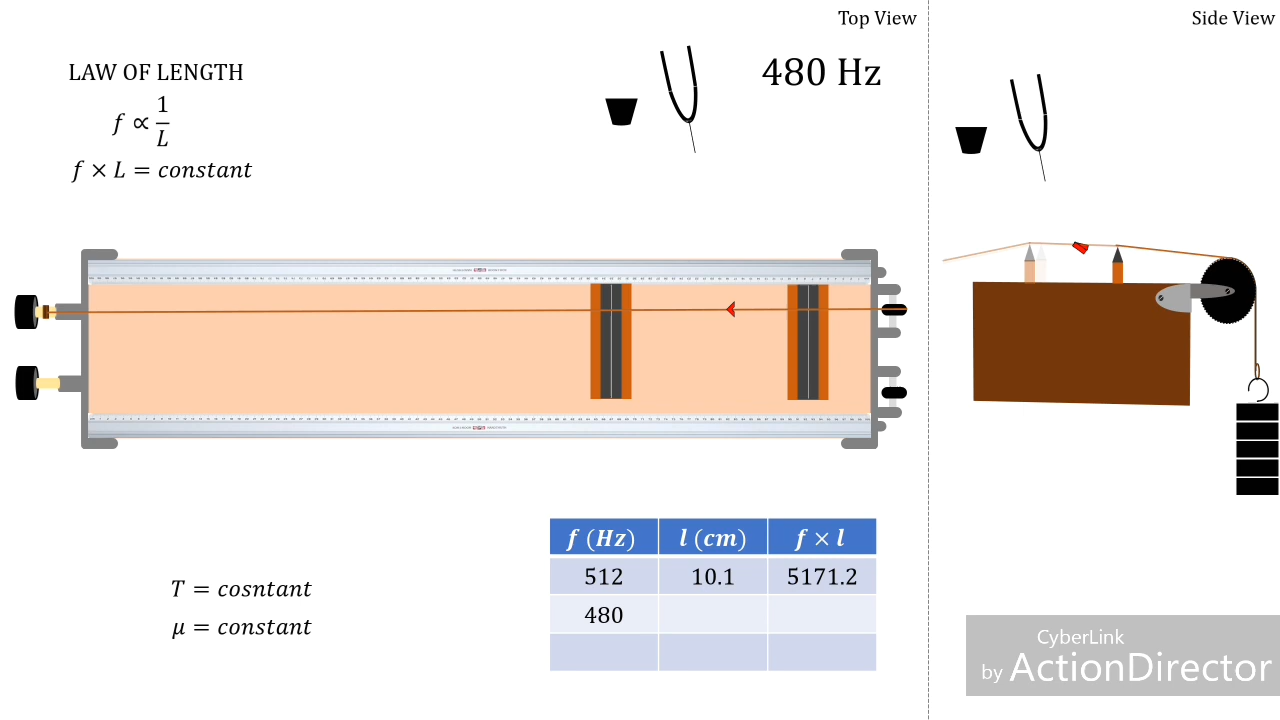 Top View
Side View
LAW OF LENGTH
480 Hz
f ∝ 1/L
f × L = constant
f (Hz) l (cm) f × l
512 10.1 5171.2
480
T = cosntant
μ = constant
CyberLink
by ActionDirector